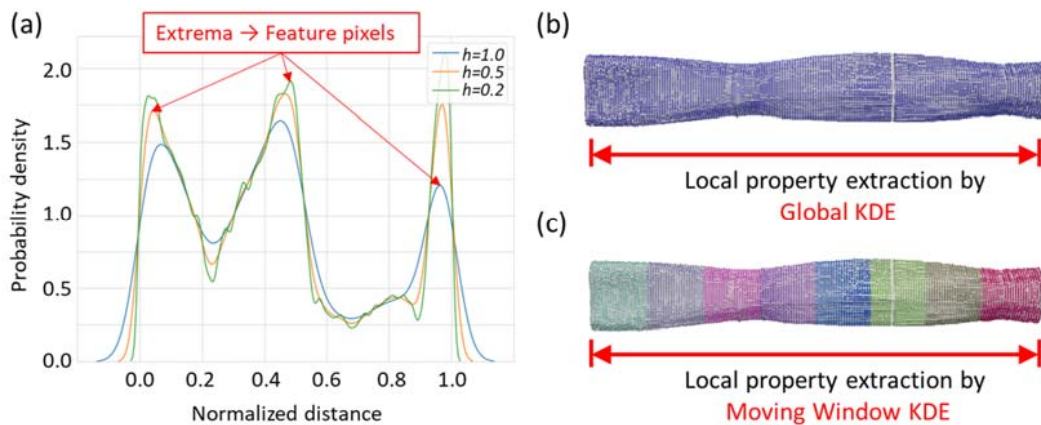 (a)
Extrema → Feature pixels
h=1.0
h=0.5
h=0.2
2.0
1.5
1.0
0.5
0.0
Probability density
0.0 0.2 0.4 0.6 0.8 1.0
Normalized distance
(b)
Local property extraction by
Global KDE
(c)
Local property extraction by
Moving Window KDE